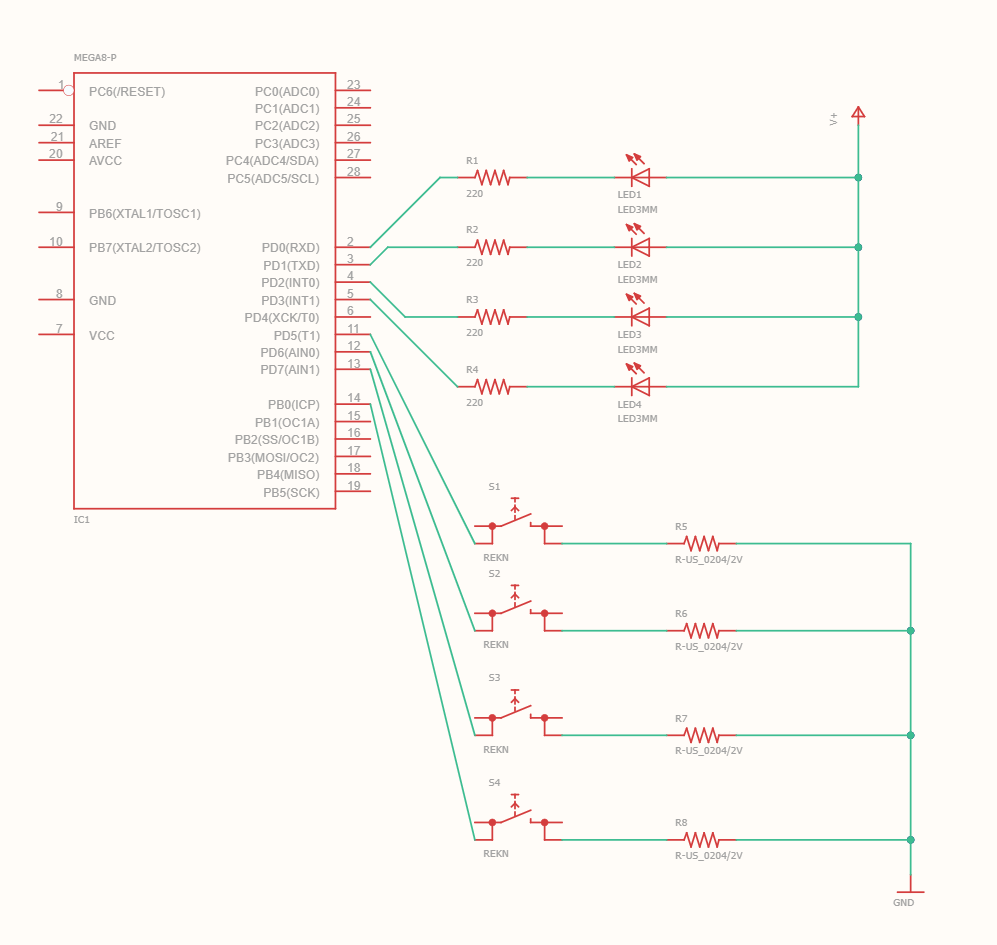 MEGA8-P
1 PC6(/RESET) PC0(ADC0) 23
PC1(ADC1) 24
22 GND PC2(ADC2) 25
21 AREF PC3(ADC3) 26
20 AVCC PC4(ADC4/SDA) 27
PC5(ADC5/SCL) 28
9 PB6(XTAL1/TOSC1)
10 PB7(XTAL2/TOSC2) PD0(RXD) 2
PD1(TXD) 3
PD2(INT0) 4
8 GND PD3(INT1) 5
PD4(XCK/T0) 6
7 VCC PD5(T1) 11
PD6(AIN0) 12
PD7(AIN1) 13
PB0(ICP) 14
PB1(OC1A) 15
PB2(SS/OC1B) 16
PB3(MOSI/OC2) 17
PB4(MISO) 18
PB5(SCK) 19
IC1
V+
R1
220
LED1
LED3MM
R2
220
LED2
LED3MM
R3
220
LED3
LED3MM
R4
220
LED4
LED3MM
S1
REKN
R5
R-US_0204/2V
S2
REKN
R6
R-US_0204/2V
S3
REKN
R7
R-US_0204/2V
S4
REKN
R8
R-US_0204/2V
GND